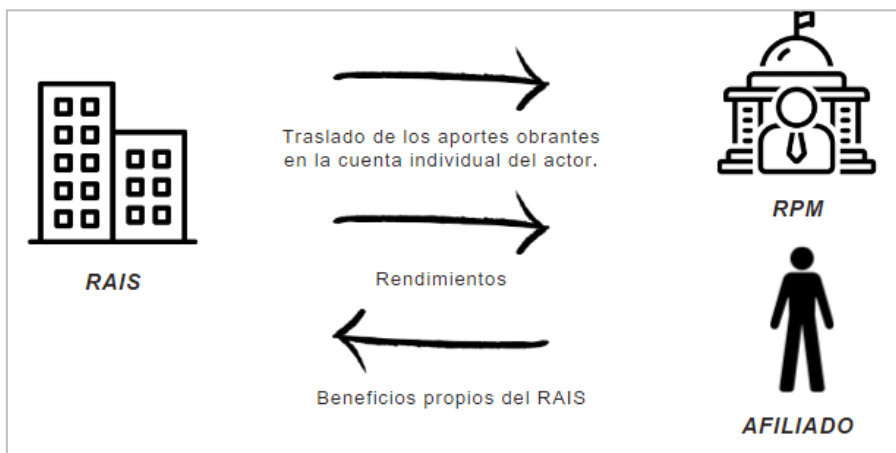 Traslado de los aportes obrantes
en la cuenta individual del actor.
RPM
RAIS
Rendimientos
Beneficios propios del RAIS
AFILIADO